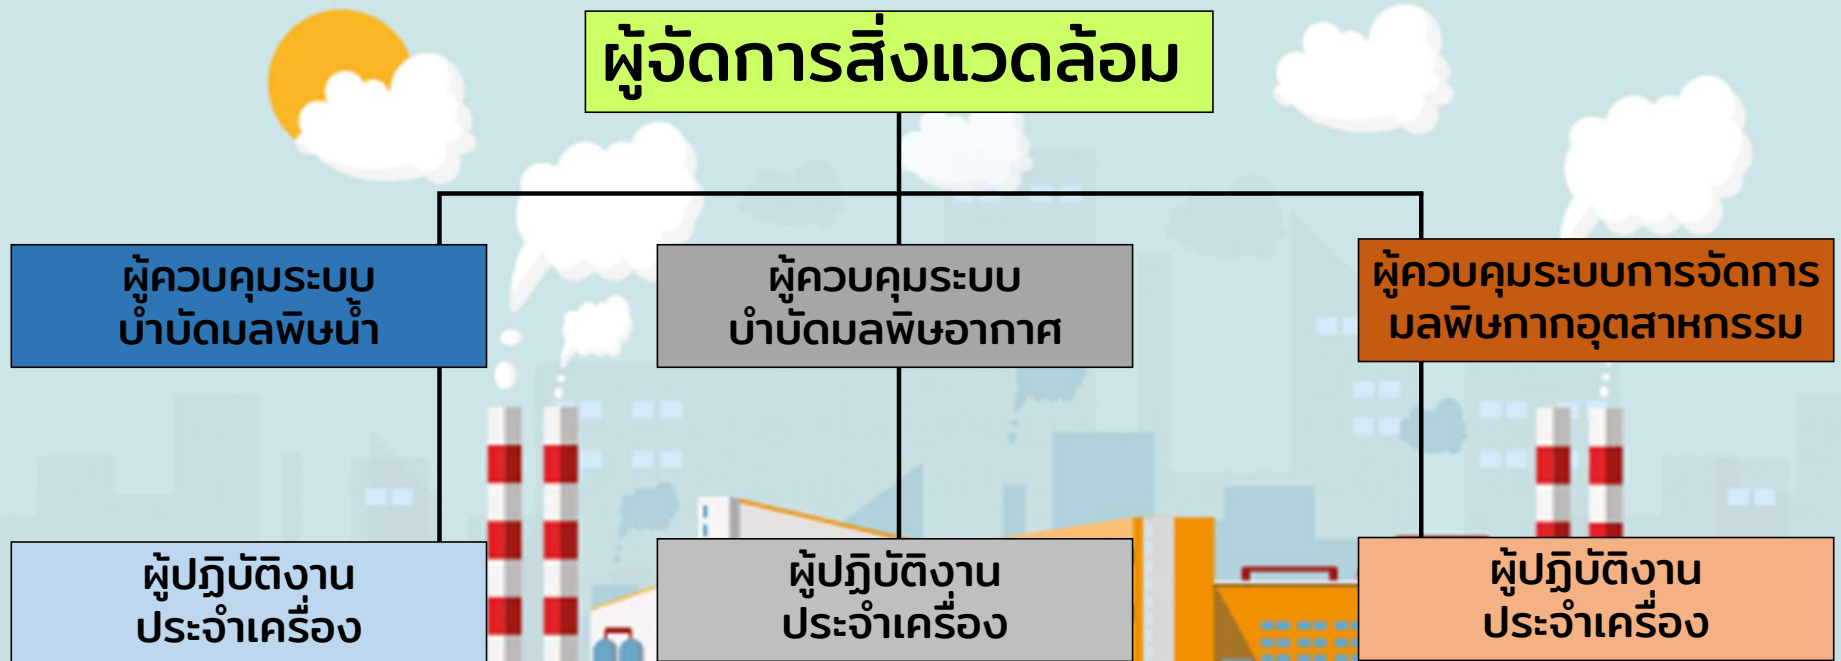 ผู้จัดการสิ่งแวดล้อม
ผู้ควบคุมระบบ
บำบัดมลพิษน้ำ
ผู้ควบคุมระบบ
บำบัดมลพิษอากาศ
ผู้ควบคุมระบบการจัดการ
มลพิษกากอุตสาหกรรม
ผู้ปฏิบัติงาน
ประจำเครื่อง
ผู้ปฏิบัติงาน
ประจำเครื่อง
ผู้ปฏิบัติงาน
ประจำเครื่อง